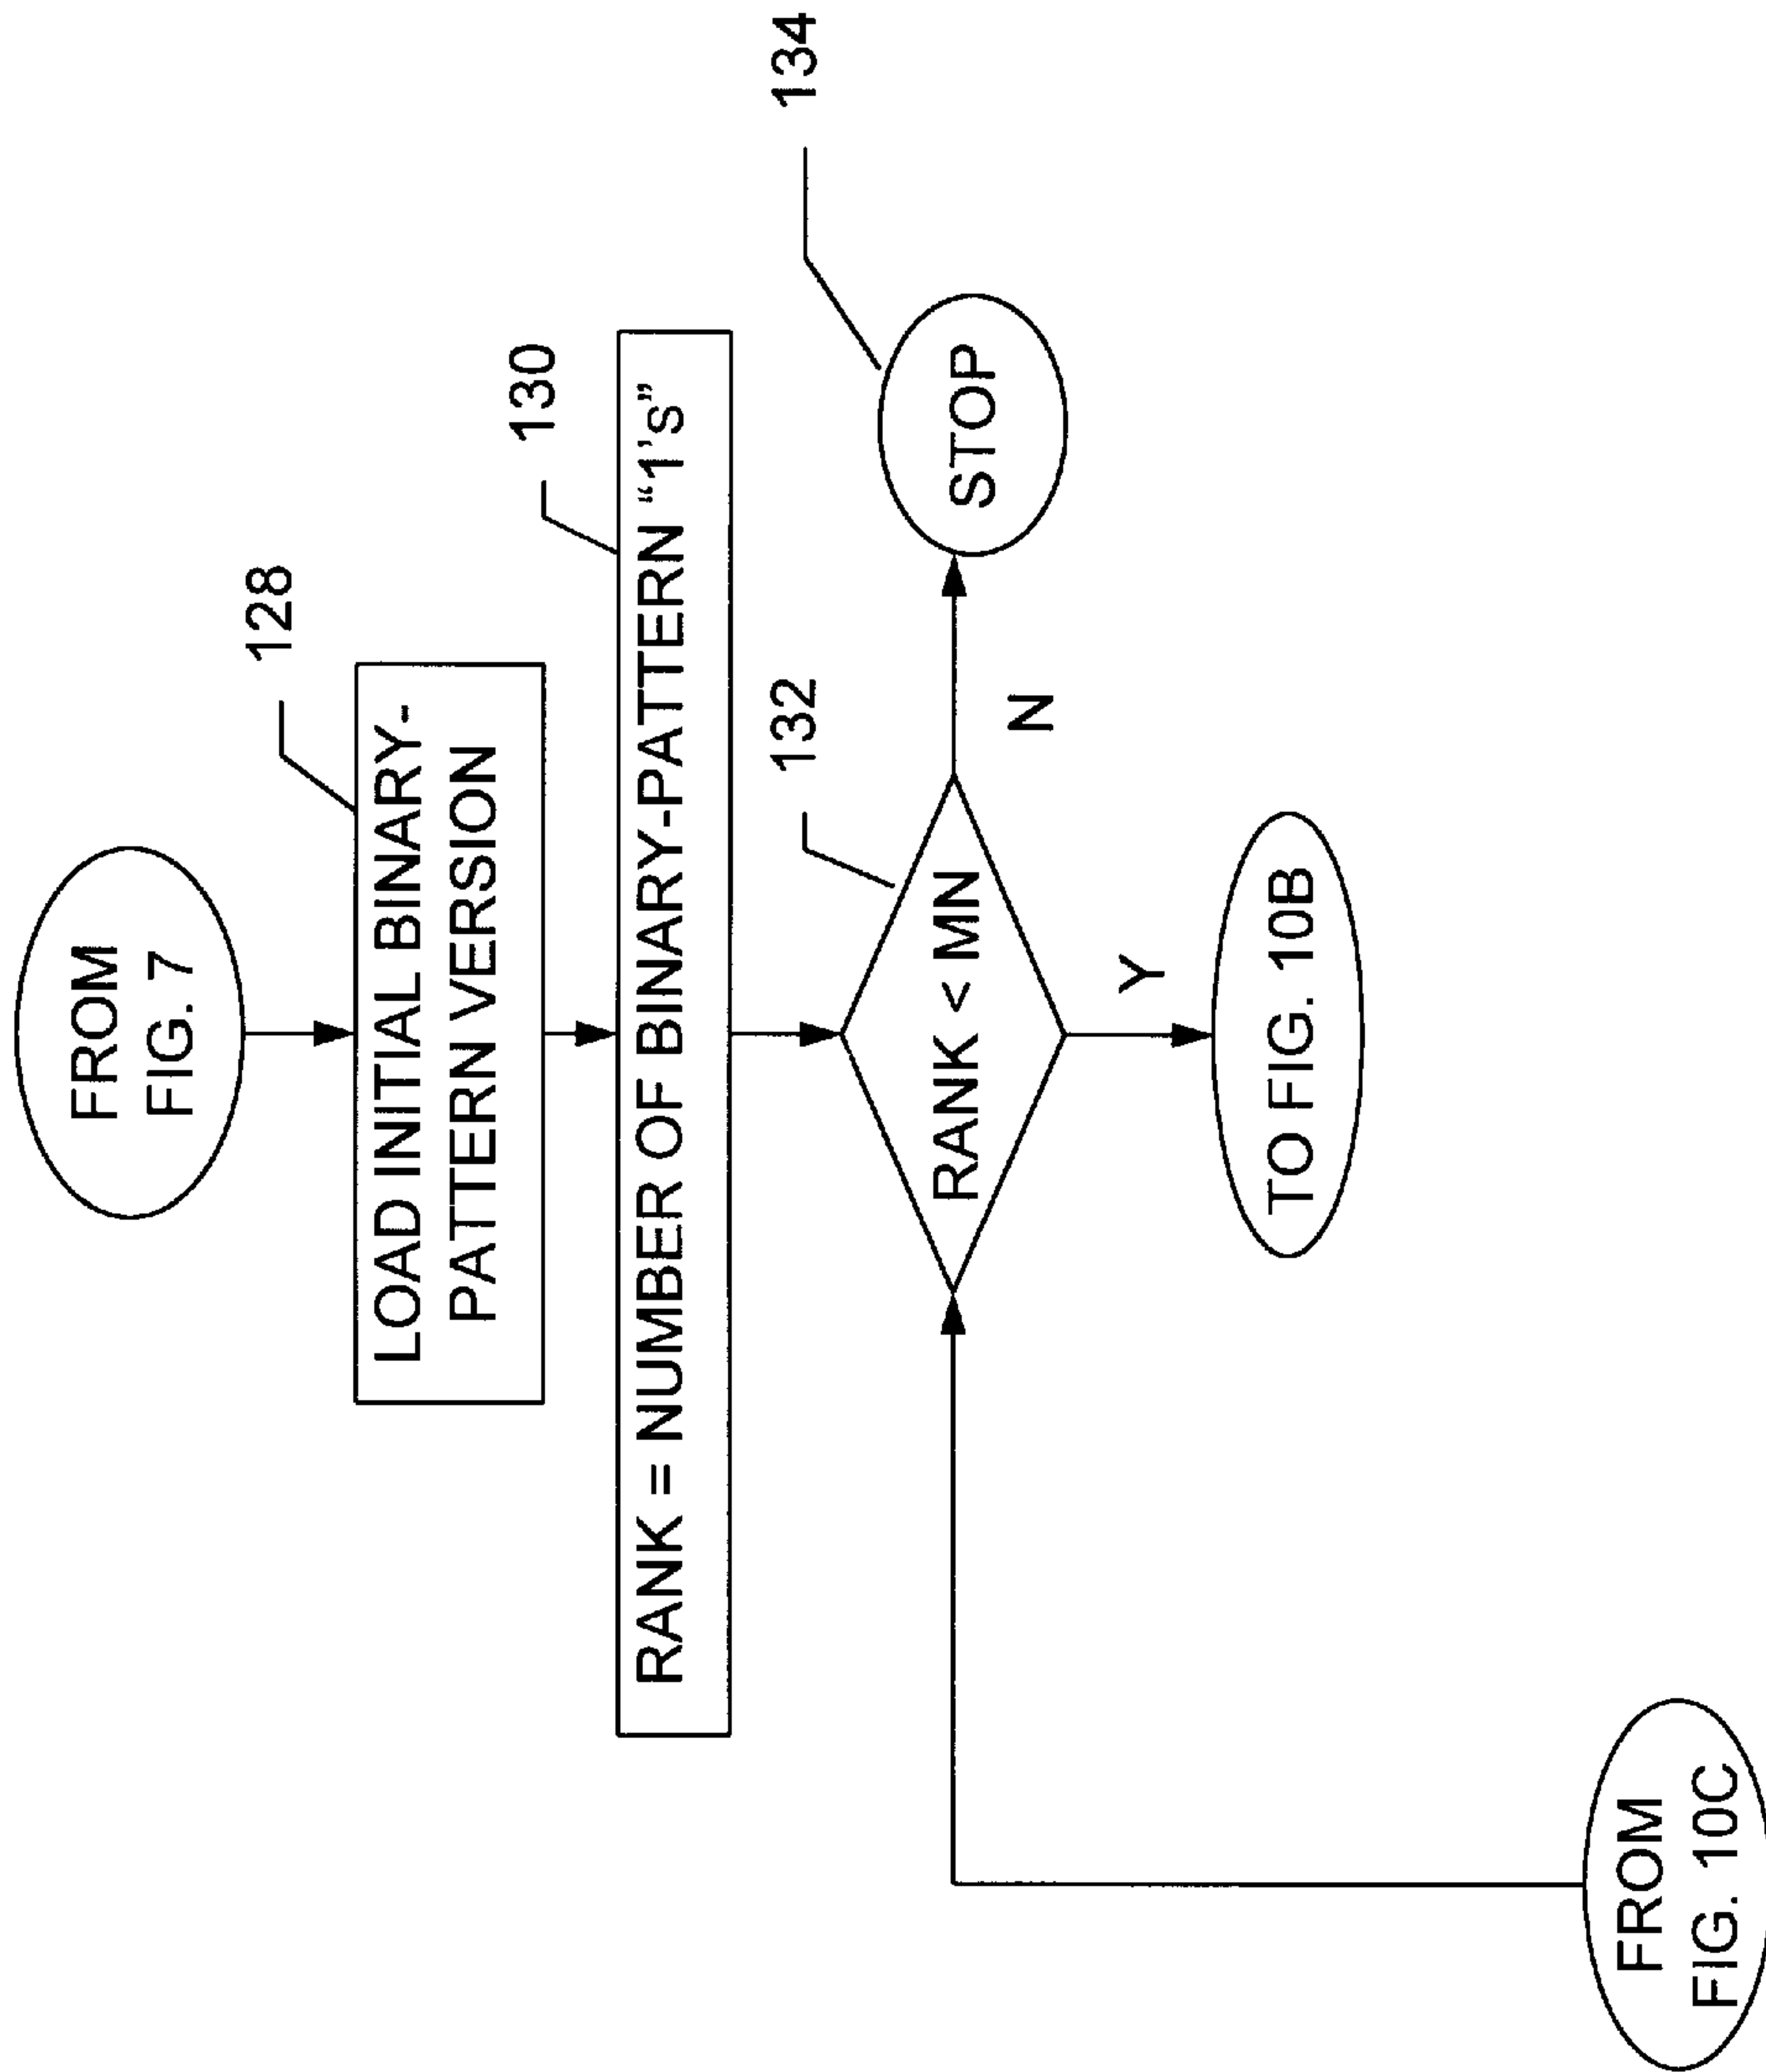 FROM
FIG. 7
128
LOAD INITIAL BINARY-
PATTERN VERSION
130
RANK = NUMBER OF BINARY-PATTERN “1’s”
132
134
RANK < MN
N
STOP
Y
TO FIG. 10B
FROM
FIG. 10C